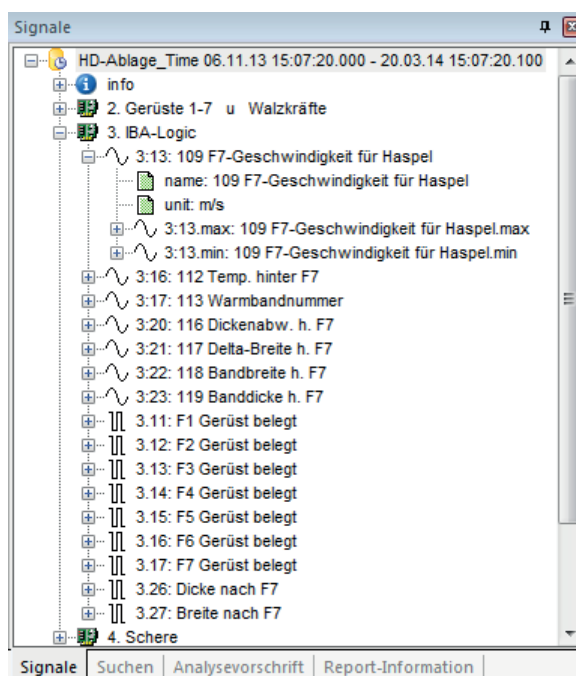 Signale
HD-Ablage_Time 06.11.13 15:07:20.000 - 20.03.14 15:07:20.100
info
2. Gerüste 1-7 u Walzkräfte
3. IBA-Logic
3:13: 109 F7-Geschwindigkeit für Haspel
name: 109 F7-Geschwindigkeit für Haspel
unit: m/s
3:13.max: 109 F7-Geschwindigkeit für Haspel.max
3:13.min: 109 F7-Geschwindigkeit für Haspel.min
3:16: 112 Temp. hinter F7
3:17: 113 Warmbandnummer
3:20: 116 Dickenabw. h. F7
3:21: 117 Delta-Breite h. F7
3:22: 118 Bandbreite h. F7
3:23: 119 Banddicke h. F7
3.11: F1 Gerüst belegt
3.12: F2 Gerüst belegt
3.13: F3 Gerüst belegt
3.14: F4 Gerüst belegt
3.15: F5 Gerüst belegt
3.16: F6 Gerüst belegt
3.17: F7 Gerüst belegt
3.26: Dicke nach F7
3.27: Breite nach F7
4. Schere
Signale Suchen Analysevorschrift Report-Information